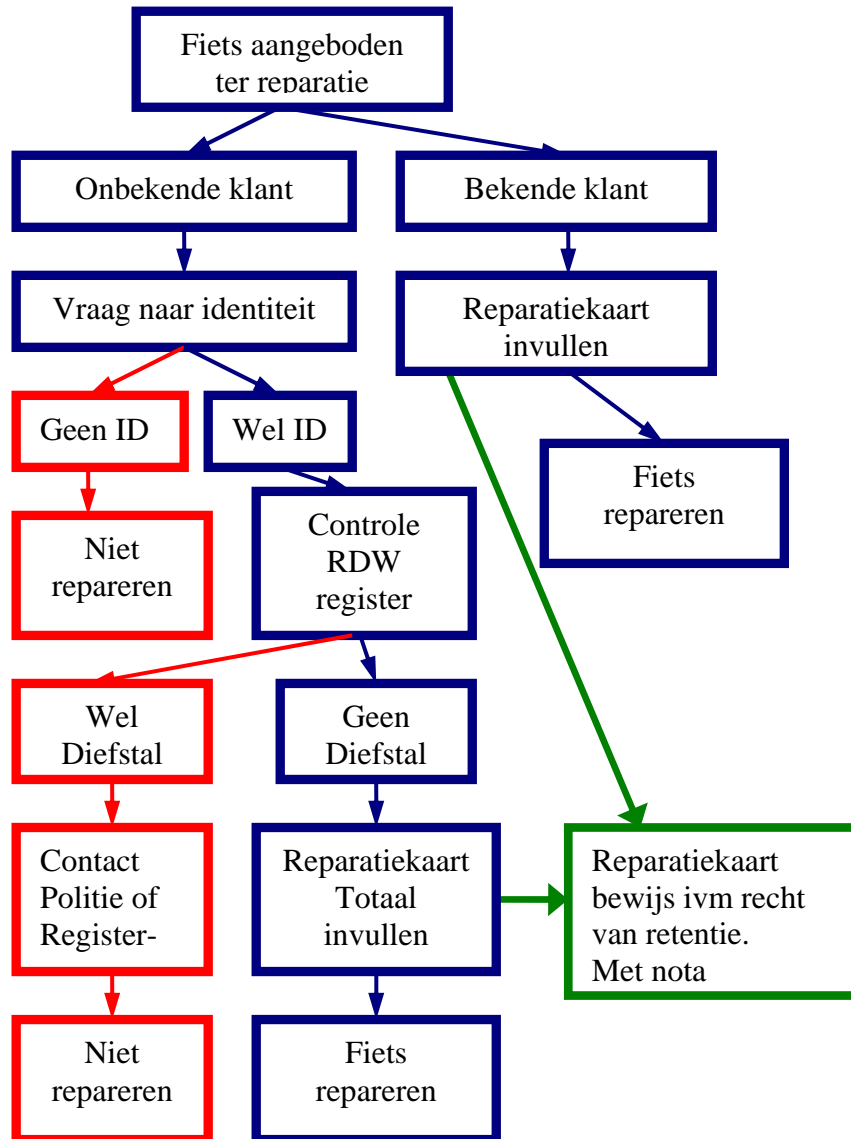 Fiets aangeboden
ter reparatie
Onbekende klant
Bekende klant
Vraag naar identiteit
Reparatiekaart
invullen
Geen ID
Wel ID
Fiets
repareren
Niet
repareren
Controle
RDW
register
Wel
Diefstal
Geen
Diefstal
Contact
Politie of
Register-
Reparatiekaart
Totaal
invullen
Reparatiekaart
bewijs ivm recht
van retentie.
Met nota
Niet
repareren
Fiets
repareren